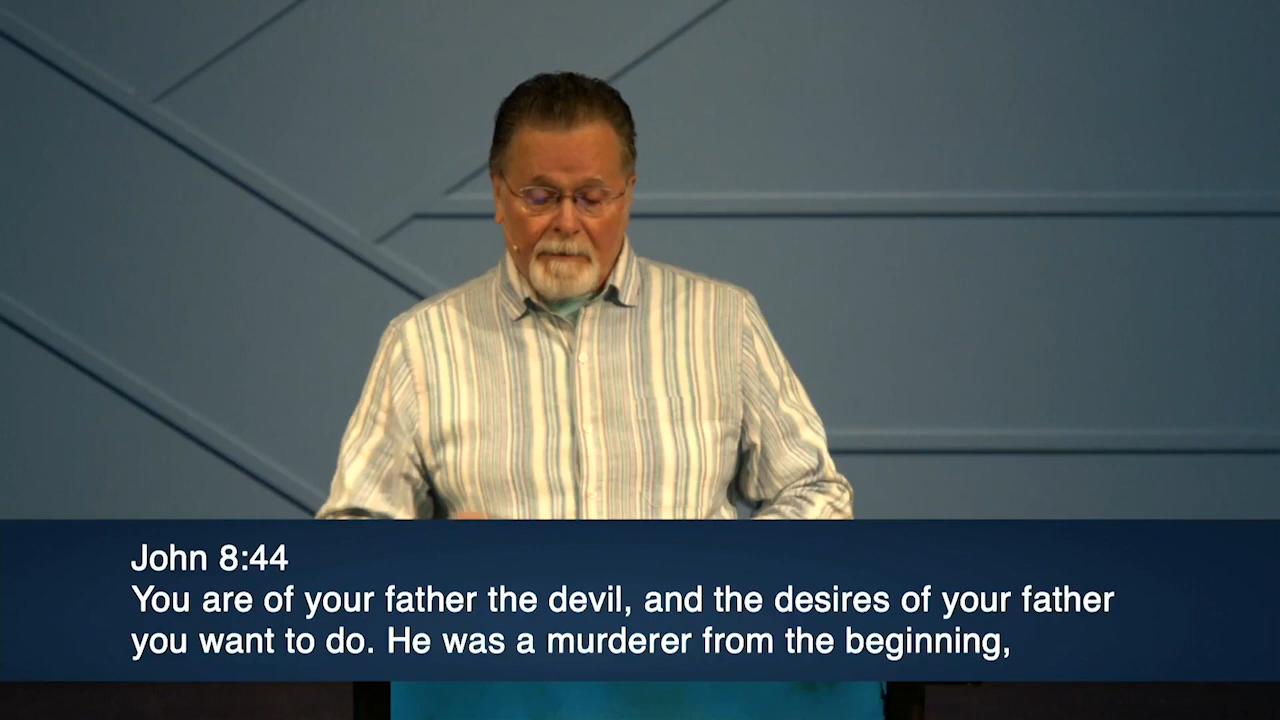 John 8:44
You are of your father the devil, and the desires of your father
you want to do. He was a murderer from the beginning,